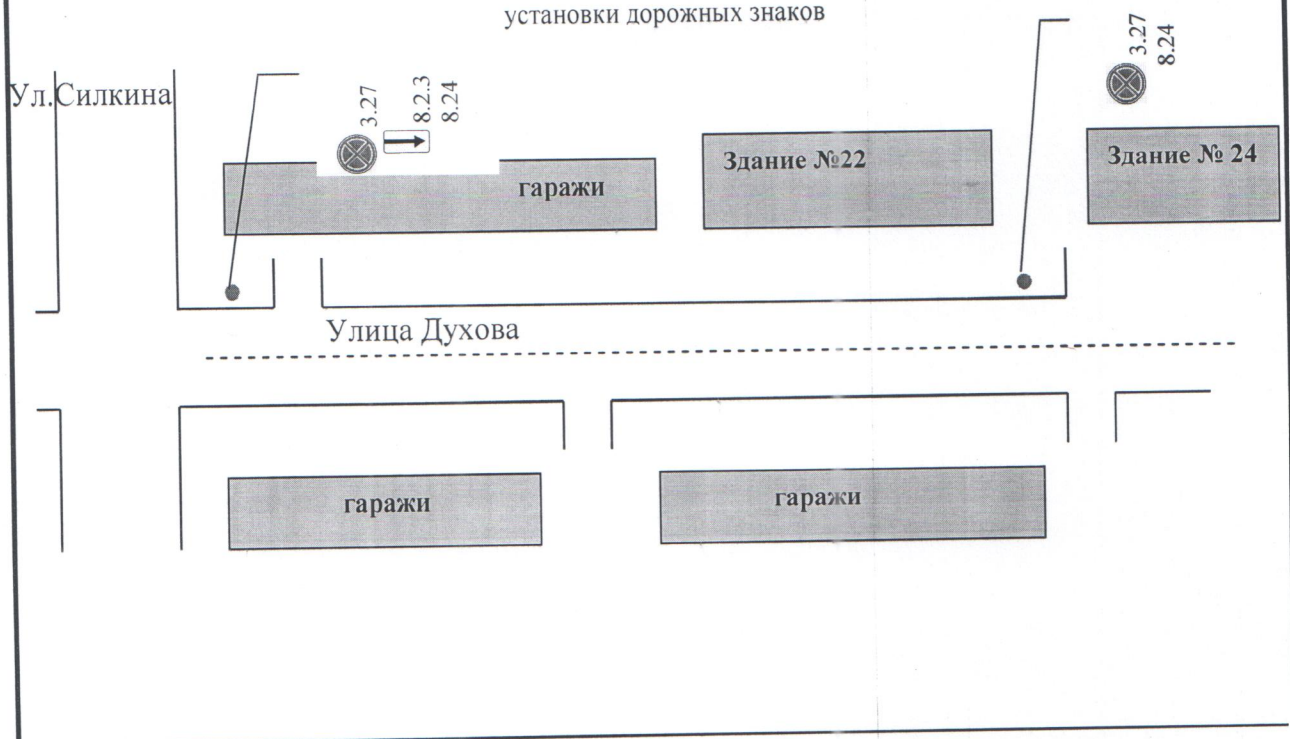 установки дорожных знаков
3.27
8.24
Ул.Силкина
3.27
8.2.3
8.24
гаражи
Здание №22
Здание № 24
Улица Духова
гаражи
гаражи